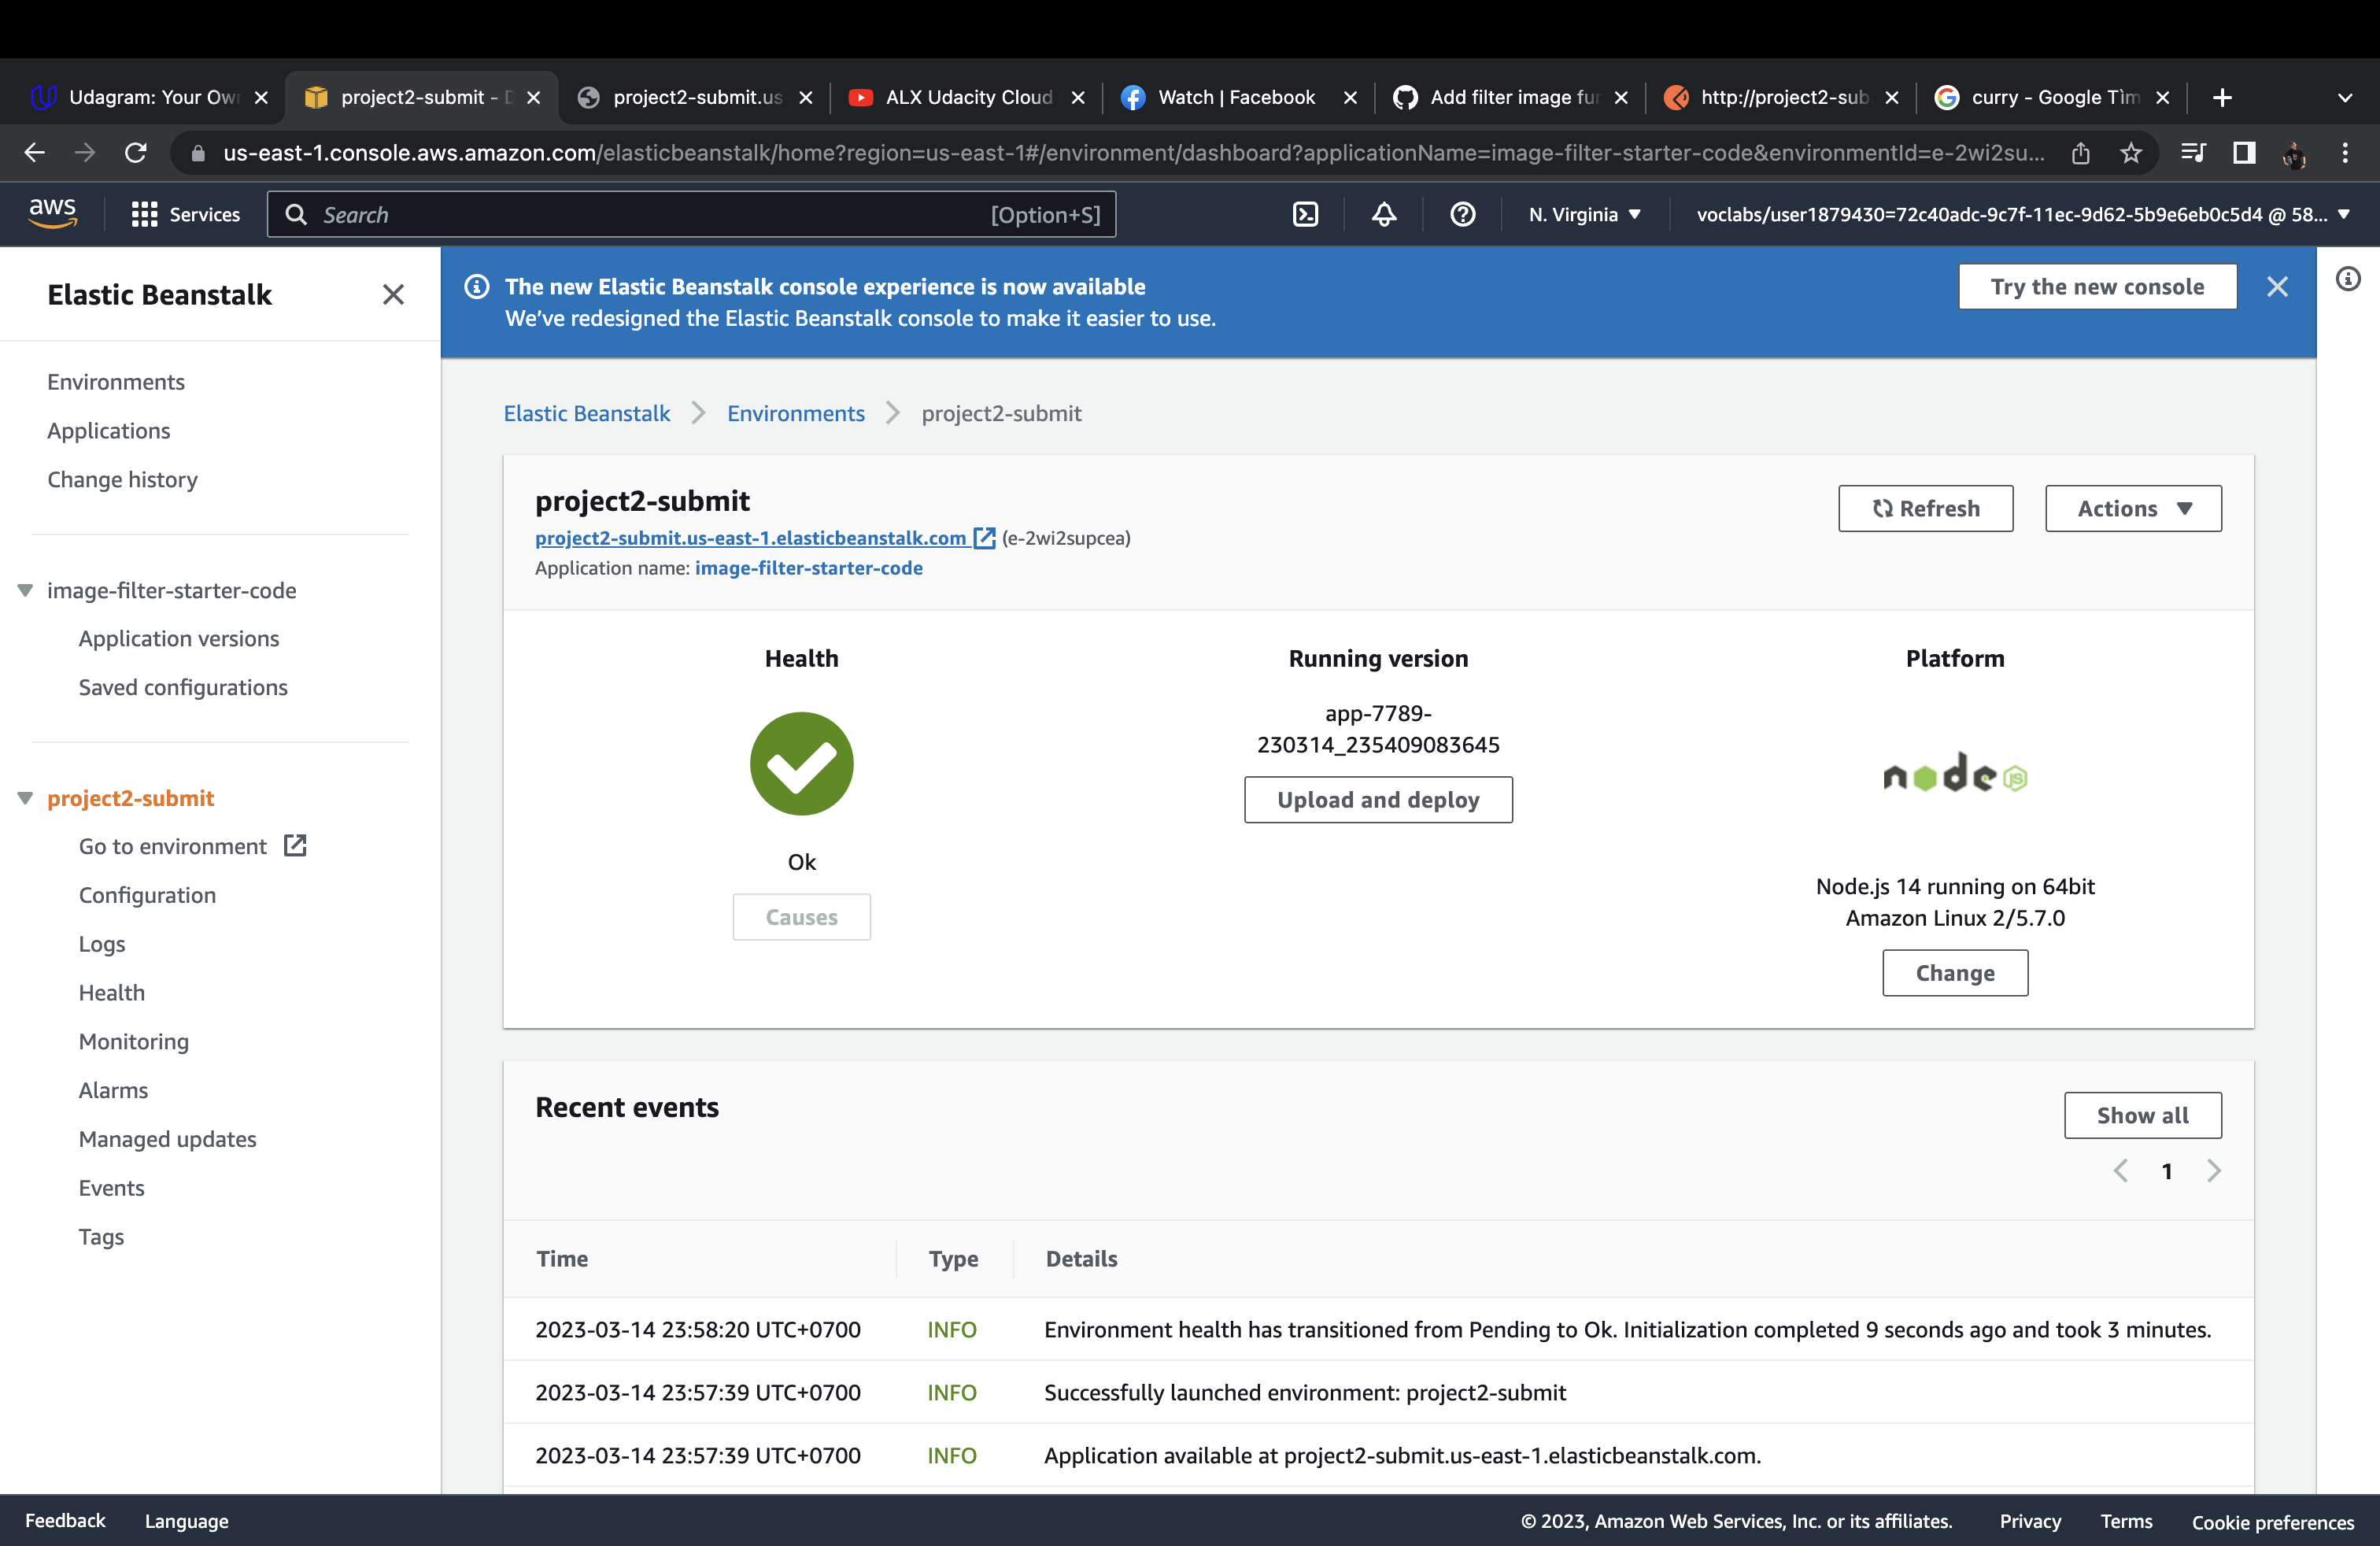 Udagram: Your Ow
project2-submit - D
project2-submit.us
ALX Udacity Cloud
Watch | Facebook
Add filter image fu
http://project2-sub
curry - Google Tìm
us-east-1.console.aws.amazon.com/elasticbeanstalk/home?region=us-east-1#/environment/dashboard?applicationName=image-filter-starter-code&environmentId=e-2wi2su...
aws
Services
Search
[Option+S]
N. Virginia
voclabs/user1879430=72c40adc-9c7f-11ec-9d62-5b9e6eb0c5d4 @ 58...
Elastic Beanstalk
Environments
Applications
Change history
image-filter-starter-code
Application versions
Saved configurations
project2-submit
Go to environment
Configuration
Logs
Health
Monitoring
Alarms
Managed updates
Events
Tags
The new Elastic Beanstalk console experience is now available
We’ve redesigned the Elastic Beanstalk console to make it easier to use.
Try the new console
Elastic Beanstalk
Environments
project2-submit
project2-submit
project2-submit.us-east-1.elasticbeanstalk.com (e-2wi2supcea)
Application name: image-filter-starter-code
Refresh
Actions
Health
Ok
Causes
Running version
app-7789-
230314_235409083645
Upload and deploy
Platform
node JS
Node.js 14 running on 64bit
Amazon Linux 2/5.7.0
Change
Recent events
Show all
1
Time Type Details
2023-03-14 23:58:20 UTC+0700 INFO Environment health has transitioned from Pending to Ok. Initialization completed 9 seconds ago and took 3 minutes.
2023-03-14 23:57:39 UTC+0700 INFO Successfully launched environment: project2-submit
2023-03-14 23:57:39 UTC+0700 INFO Application available at project2-submit.us-east-1.elasticbeanstalk.com.
Feedback
Language
© 2023, Amazon Web Services, Inc. or its affiliates.
Privacy
Terms
Cookie preferences